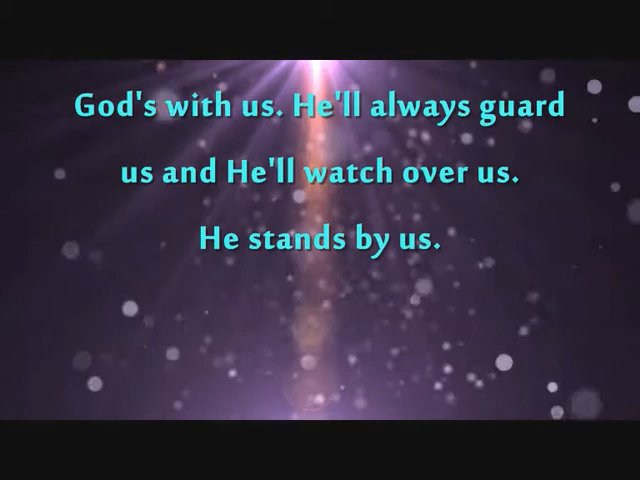 God's with us. He'll always guard
us and He'll watch over us.
He stands by us.